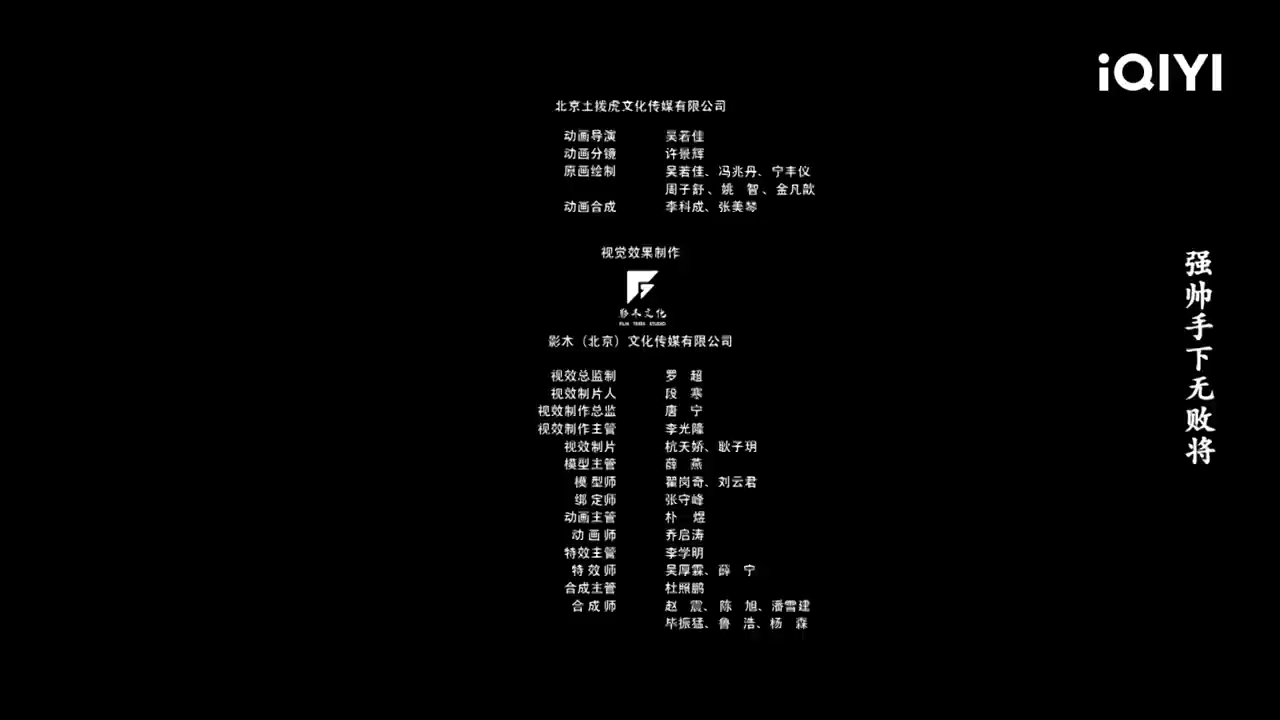 iQIYI
北京土拨虎文化传媒有限公司
动画导演 吴若佳
动画分镜 许景辉
原画绘制 吴若佳、冯兆丹、宁丰仪
周子舒、姚 智、金凡歆
动画合成 李科成、张美琴
视觉效果制作
影木文化
影木（北京）文化传媒有限公司
视效总监制 罗 超
视效制片人 段 寒
视效制作总监 唐 宁
视效制作主管 李光隆
视效制片 杭天娇、耿子玥
模型主管 薛 燕
模型师 翟岗奇、刘云君
绑定师 张守峰
动画主管 朴 煜
动画师 乔启涛
特效主管 李学明
特效师 吴厚霖、薛 宁
合成主管 杜照鹏
合成师 赵 震、陈 旭、潘雪建
毕振猛、鲁 浩、杨 森
强帅手下无败将